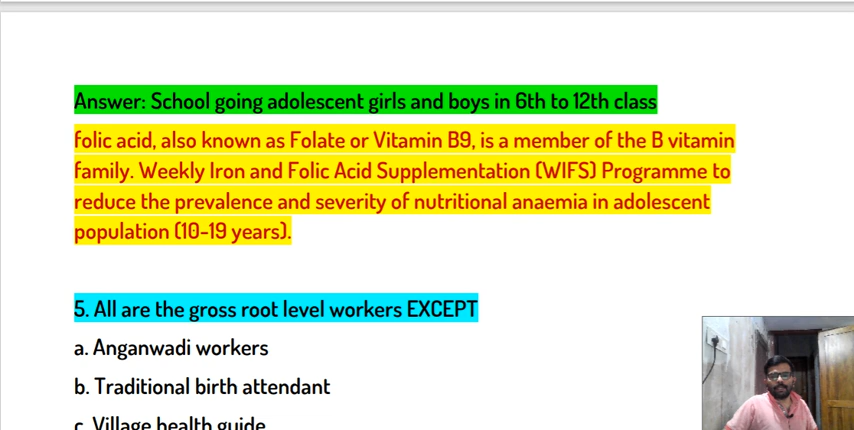 Answer: School going adolescent girls and boys in 6th to 12th class
folic acid, also known as Folate or Vitamin B9, is a member of the B vitamin
family. Weekly Iron and Folic Acid Supplementation (WIFS) Programme to
reduce the prevalence and severity of nutritional anaemia in adolescent
population (10-19 years).
5. All are the gross root level workers EXCEPT
a. Anganwadi workers
b. Traditional birth attendant
c. Village health guide